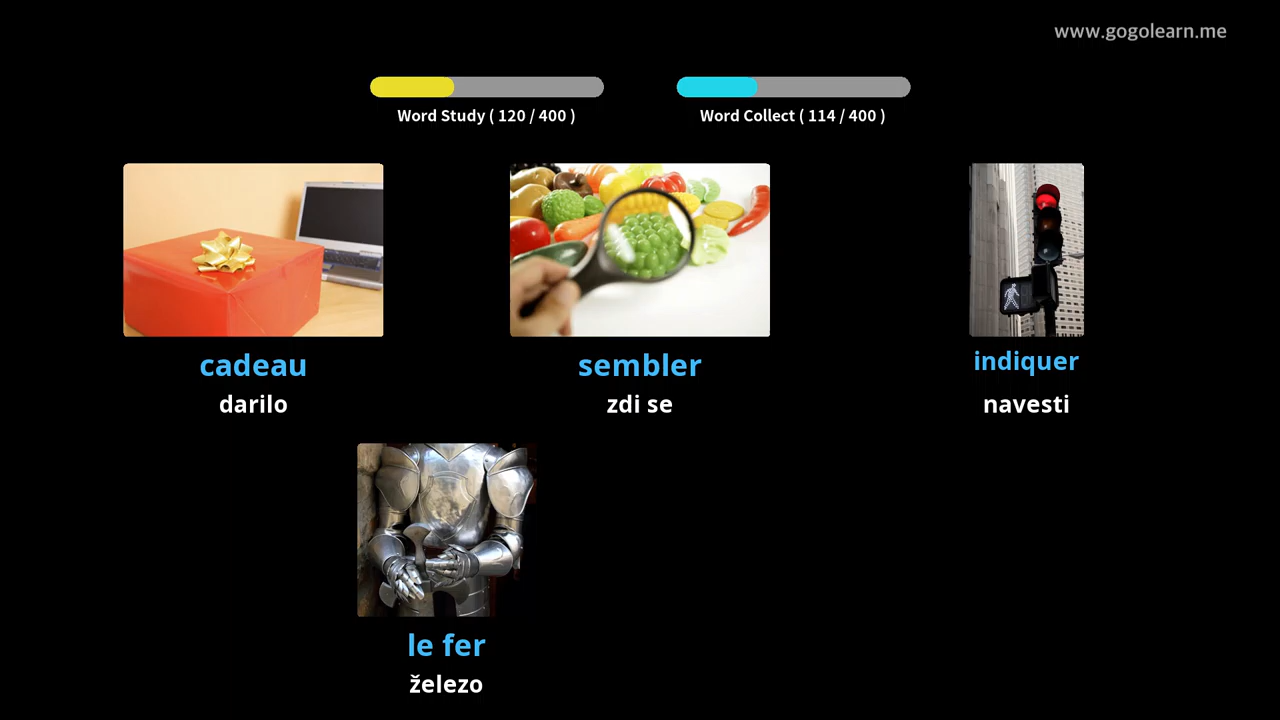 www.gogolearn.me
Word Study ( 120 / 400 )
Word Collect ( 114 / 400 )
cadeau
darilo
sembler
zdi se
indiquer
navesti
le fer
železo